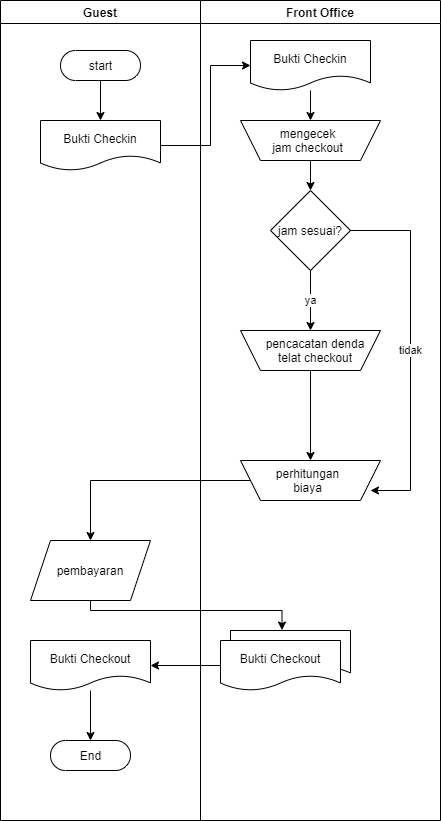 Guest
Front Office
start
Bukti Checkin
Bukti Checkin
mengecek
jam checkout
jam sesuai?
ya
tidak
pencacatan denda
telat checkout
perhitungan
biaya
pembayaran
Bukti Checkout
Bukti Checkout
End